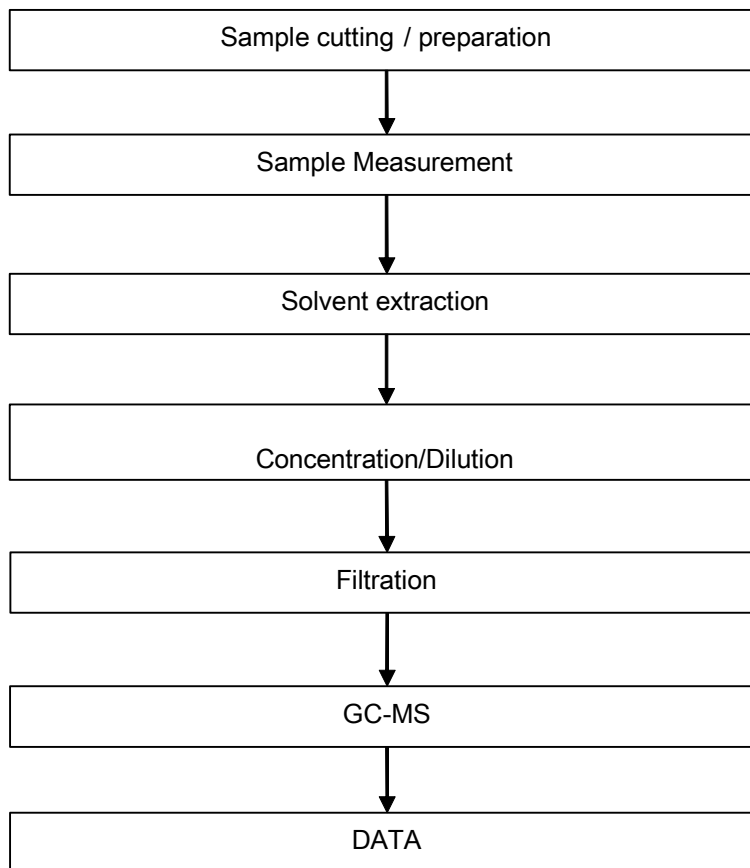 Sample cutting / preparation
Sample Measurement
Solvent extraction
Concentration/Dilution
Filtration
GC-MS
DATA